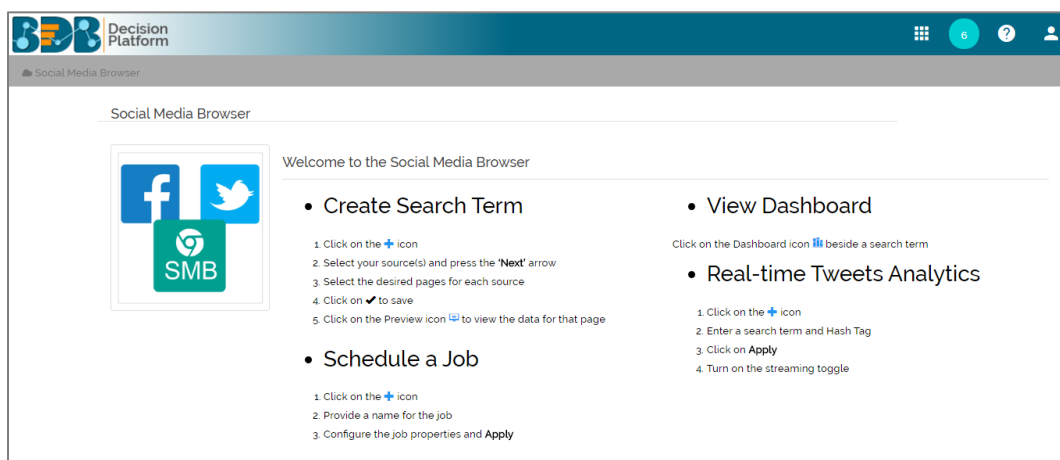 BDB Decision
Platform
6
?
Social Media Browser
Social Media Browser
f
SMB
Welcome to the Social Media Browser
• Create Search Term
1. Click on the + icon
2. Select your source(s) and press the ‘Next’ arrow
3. Select the desired pages for each source
4. Click on ✔ to save
5. Click on the Preview icon to view the data for that page
• Schedule a Job
1. Click on the + icon
2. Provide a name for the job
3. Configure the job properties and Apply
• View Dashboard
Click on the Dashboard icon beside a search term
• Real-time Tweets Analytics
1. Click on the + icon
2. Enter a search term and Hash Tag
3. Click on Apply
4. Turn on the streaming toggle